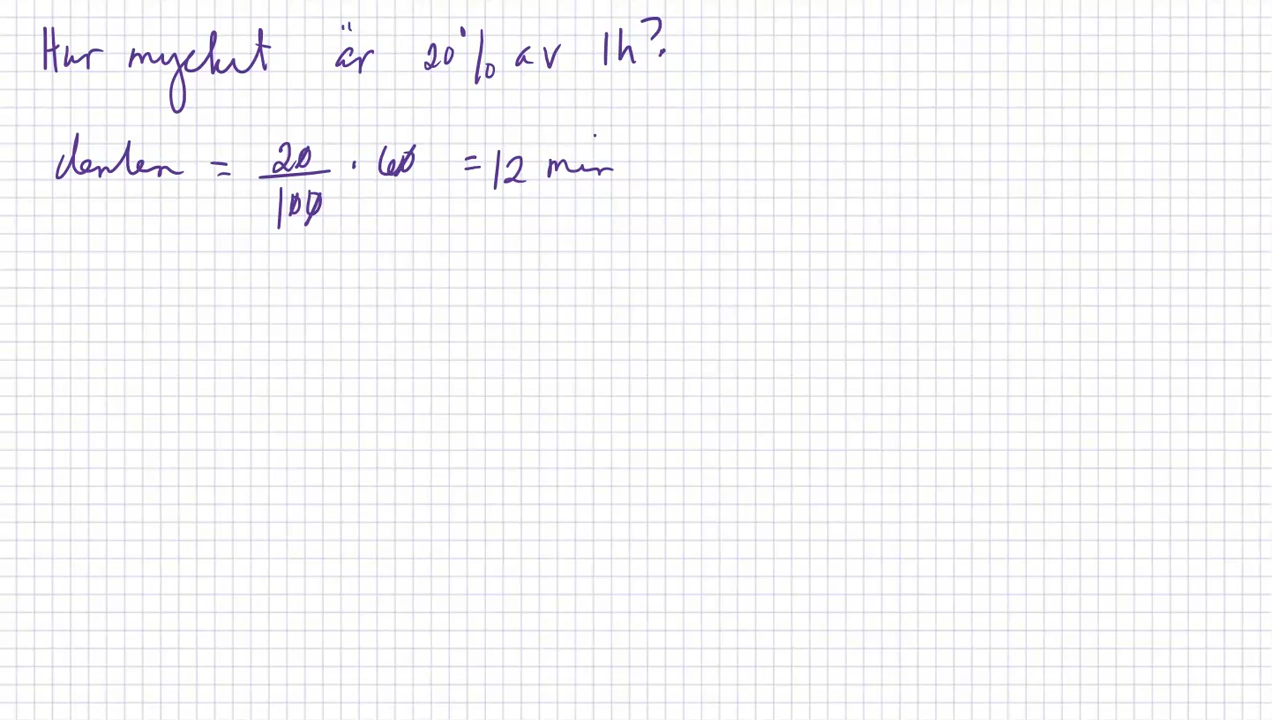 Hur mycket är 20% av 1h?
delen = 20/100 · 60 = 12 min